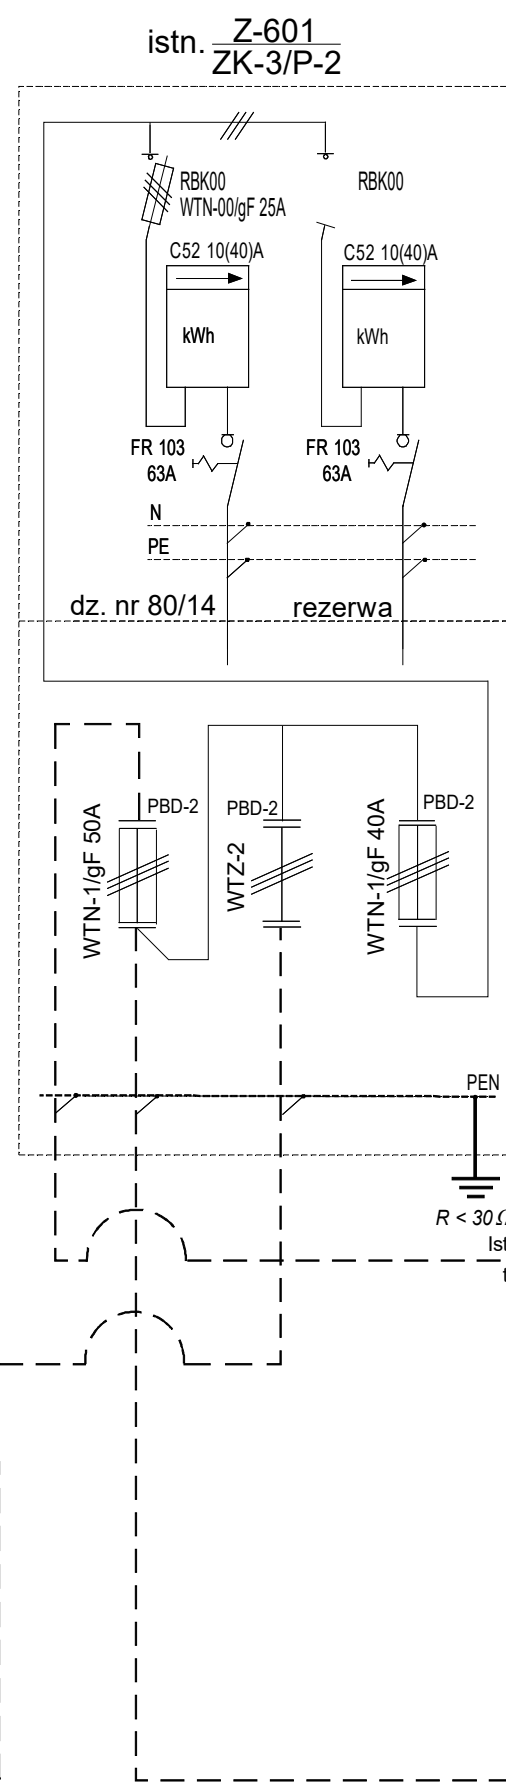 istn. Z-601
ZK-3/P-2
RBK00
WTN-00/gF 25A
RBK00
C52 10(40)A
C52 10(40)A
kWh
kWh
FR 103
63A
FR 103
63A
N
PE
dz. nr 80/14
rezerwa
WTN-1/gF 50A
PBD-2
WTZ-2
PBD-2
WTN-1/gF 40A
PBD-2
PEN
R < 30 Ω
Ist
t